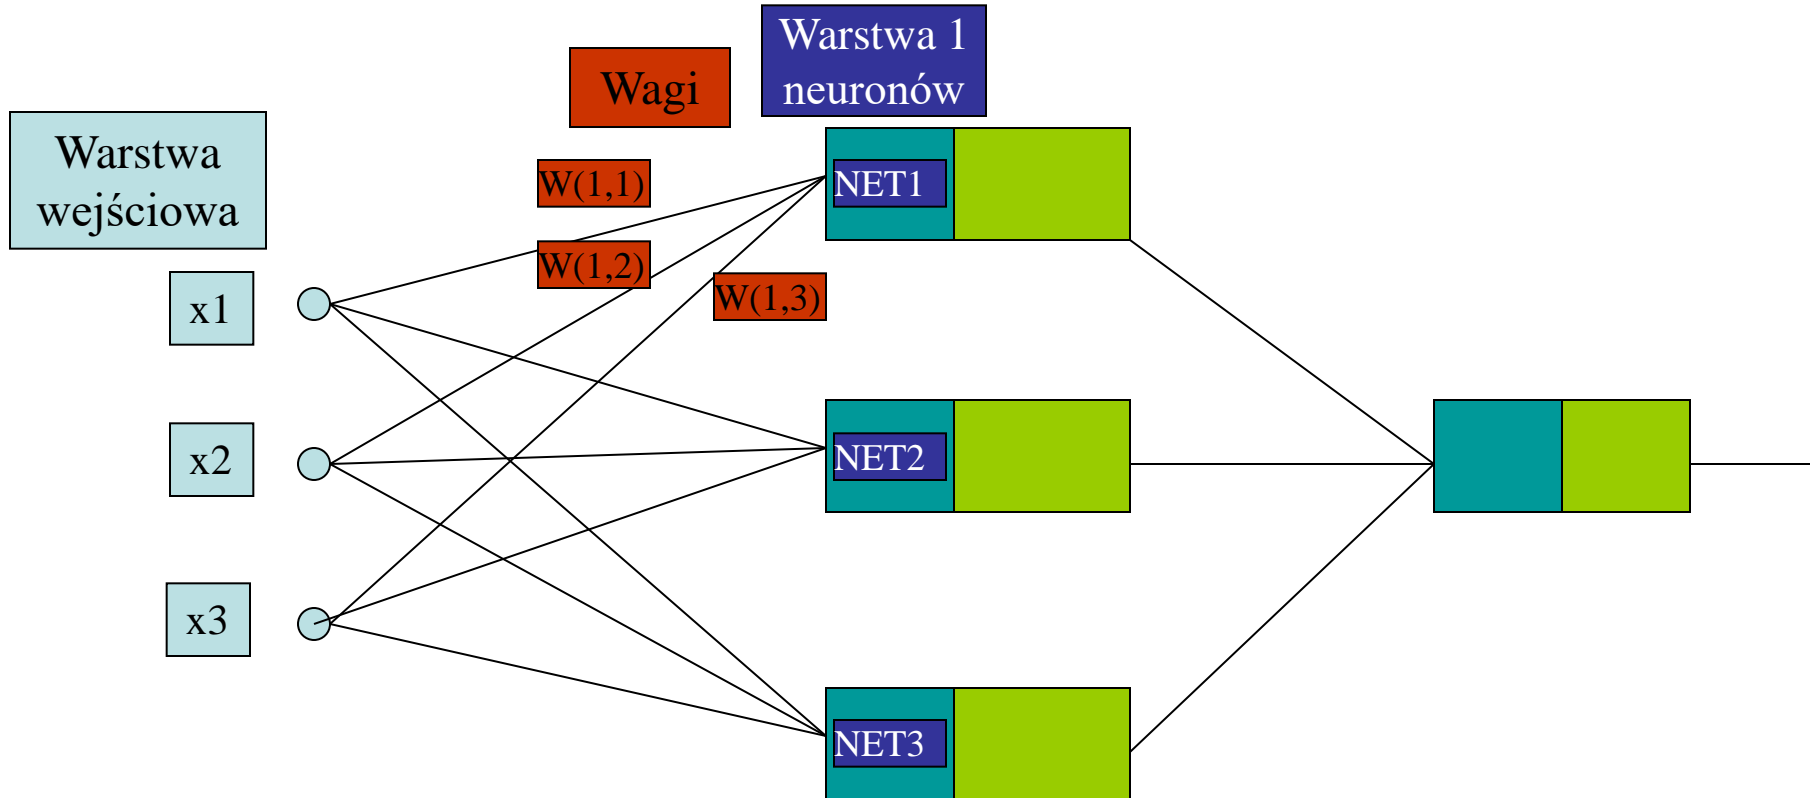 Warstwa 1
neuronów
Wagi
Warstwa
wejściowa
W(1,1)
NET1
W(1,2)
W(1,3)
x1
x2
NET2
x3
NET3